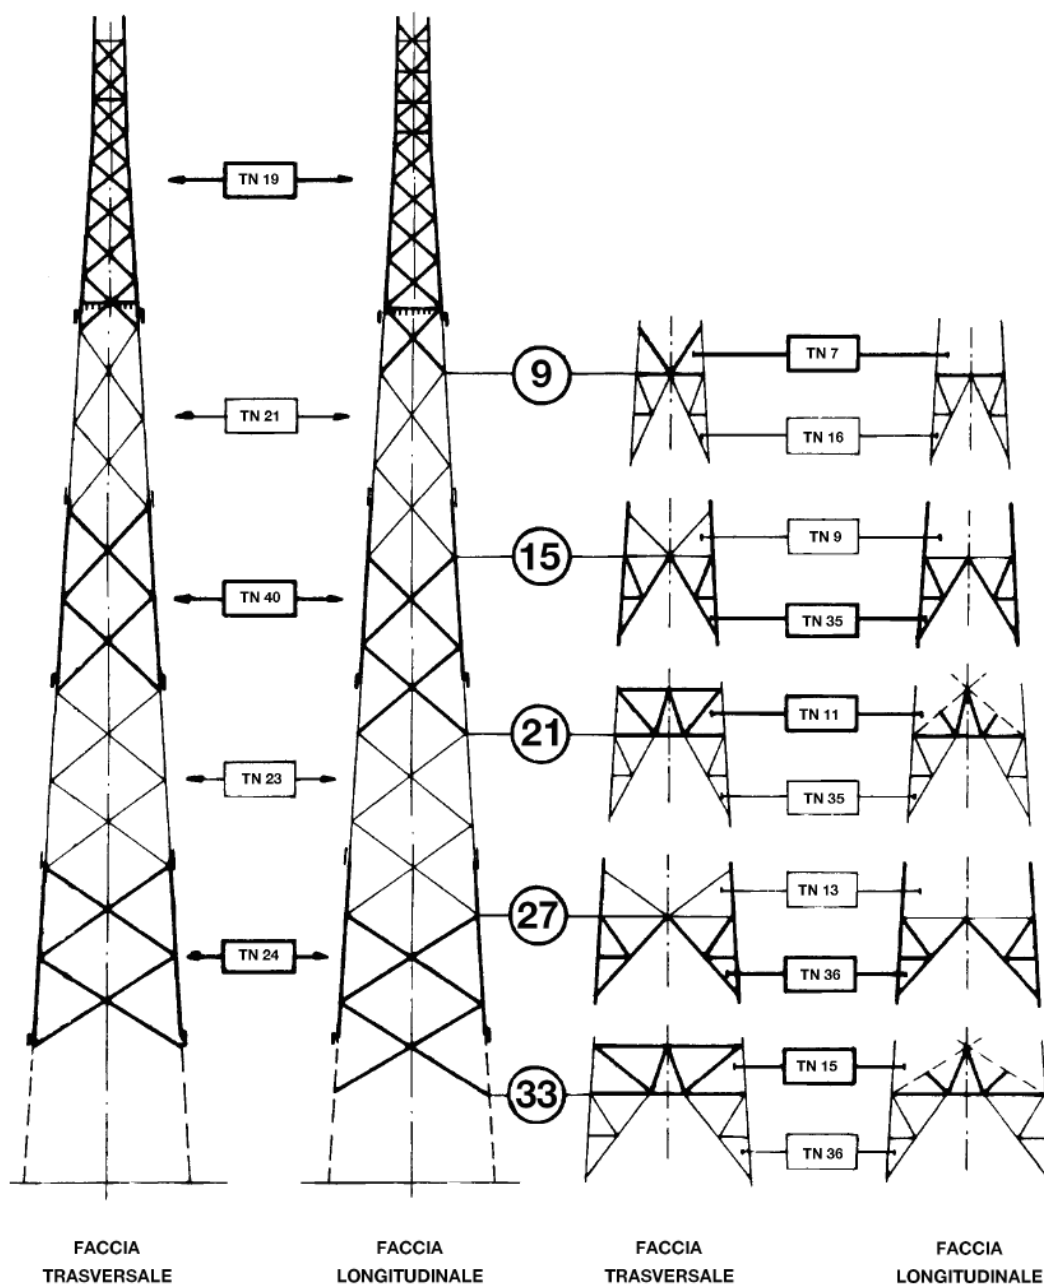 TN 19
TN 7
9
TN 21
TN 16
TN 9
15
TN 40
TN 35
TN 11
21
TN 23
TN 35
TN 13
27
TN 24
TN 36
TN 15
33
TN 36
FACCIA
TRASVERSALE
FACCIA
LONGITUDINALE
FACCIA
TRASVERSALE
FACCIA
LONGITUDINALE